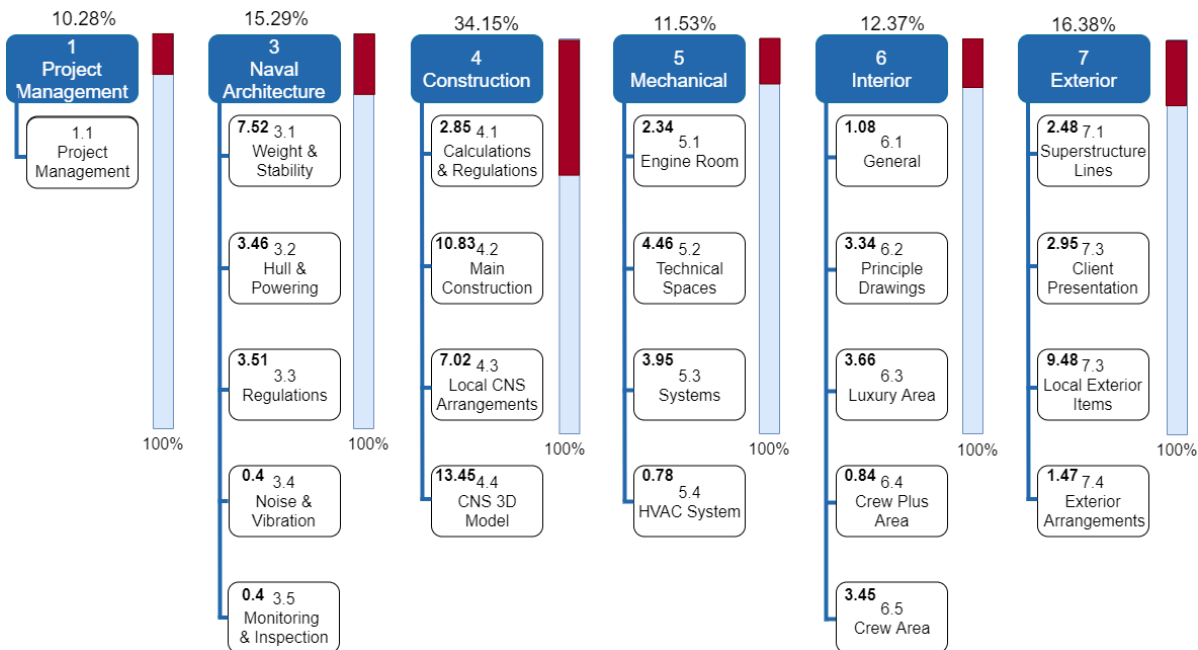 10.28%
1
Project
Management
1.1
Project
Management
100%
15.29%
3
Naval
Architecture
7.52 3.1
Weight &
Stability
3.46 3.2
Hull &
Powering
3.51
3.3
Regulations
0.4 3.4
Noise &
Vibration
0.4 3.5
Monitoring
& Inspection
100%
34.15%
4
Construction
2.85 4.1
Calculations
& Regulations
10.83 4.2
Main
Construction
7.02 4.3
Local CNS
Arrangements
13.45 4.4
CNS 3D
Model
100%
11.53%
5
Mechanical
2.34
5.1
Engine Room
4.46 5.2
Technical
Spaces
3.95
5.3
Systems
0.78
5.4
HVAC System
100%
12.37%
6
Interior
1.08
6.1
General
3.34 6.2
Principle
Drawings
3.66
6.3
Luxury Area
0.84 6.4
Crew Plus
Area
3.45
6.5
Crew Area
100%
16.38%
7
Exterior
2.48 7.1
Superstructure
Lines
2.95 7.3
Client
Presentation
9.48 7.3
Local Exterior
Items
1.47 7.4
Exterior
Arrangements
100%